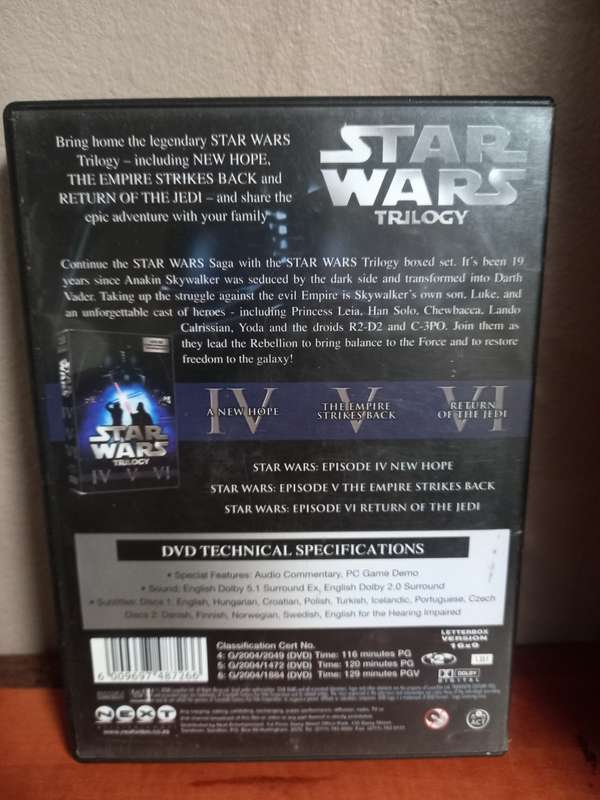 Bring home the legendary STAR WARS
Trilogy – including NEW HOPE,
THE EMPIRE STRIKES BACK and
RETURN OF THE JEDI – and share the
epic adventure with your family
STAR
WARS
TRILOGY
Continue the STAR WARS Saga with the STAR WARS Trilogy boxed set. It's been 19
years since Anakin Skywalker was seduced by the dark side and transformed into Darth
Vader. Taking up the struggle against the evil Empire is Skywalker's own son, Luke, and
an unforgettable cast of heroes - including Princess Leia, Han Solo, Chewbacca, Lando
Calrissian, Yoda and the droids R2-D2 and C-3PO. Join them as
they lead the Rebellion to bring balance to the Force and to restore
freedom to the galaxy!
STAR
WARS
TRILOGY
IV V VI
IV
A NEW HOPE
V
THE EMPIRE
STRIKES BACK
VI
RETURN
OF THE JEDI
STAR WARS: EPISODE IV NEW HOPE
STAR WARS: EPISODE V THE EMPIRE STRIKES BACK
STAR WARS: EPISODE VI RETURN OF THE JEDI
DVD TECHNICAL SPECIFICATIONS
• Special Features: Audio Commentary, PC Game Demo
• Sound: English Dolby 5.1 Surround Ex, English Dolby 2.0 Surround
• Subtitles: Discs 1: English, Hungarian, Croatian, Polish, Turkish, Icelandic, Portuguese, Czech
Discs 2: Danish, Finnish, Norwegian, Swedish, English for the Hearing Impaired
6 009697 487266
Classification Cert No.
4: G/2004/2049 (DVD) Time: 116 minutes PG
5: G/2004/1472 (DVD) Time: 120 minutes PG
6: G/2004/1684 (DVD) Time: 129 minutes PGV
LETTERBOX
VERSION
16x9
DOLBY
DIGITAL
NEXT